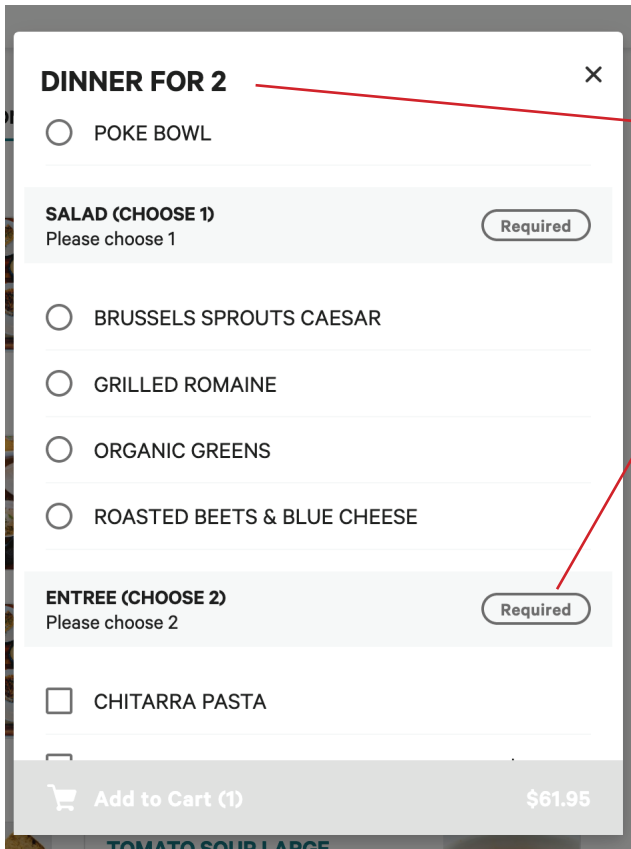 DINNER FOR 2
POKE BOWL
SALAD (CHOOSE 1)
Please choose 1
Required
BRUSSELS SPROUTS CAESAR
GRILLED ROMAINE
ORGANIC GREENS
ROASTED BEETS & BLUE CHEESE
ENTREE (CHOOSE 2)
Please choose 2
Required
CHITARRA PASTA
Add to Cart (1)
$61.95
TOMATO SOUP LARGE